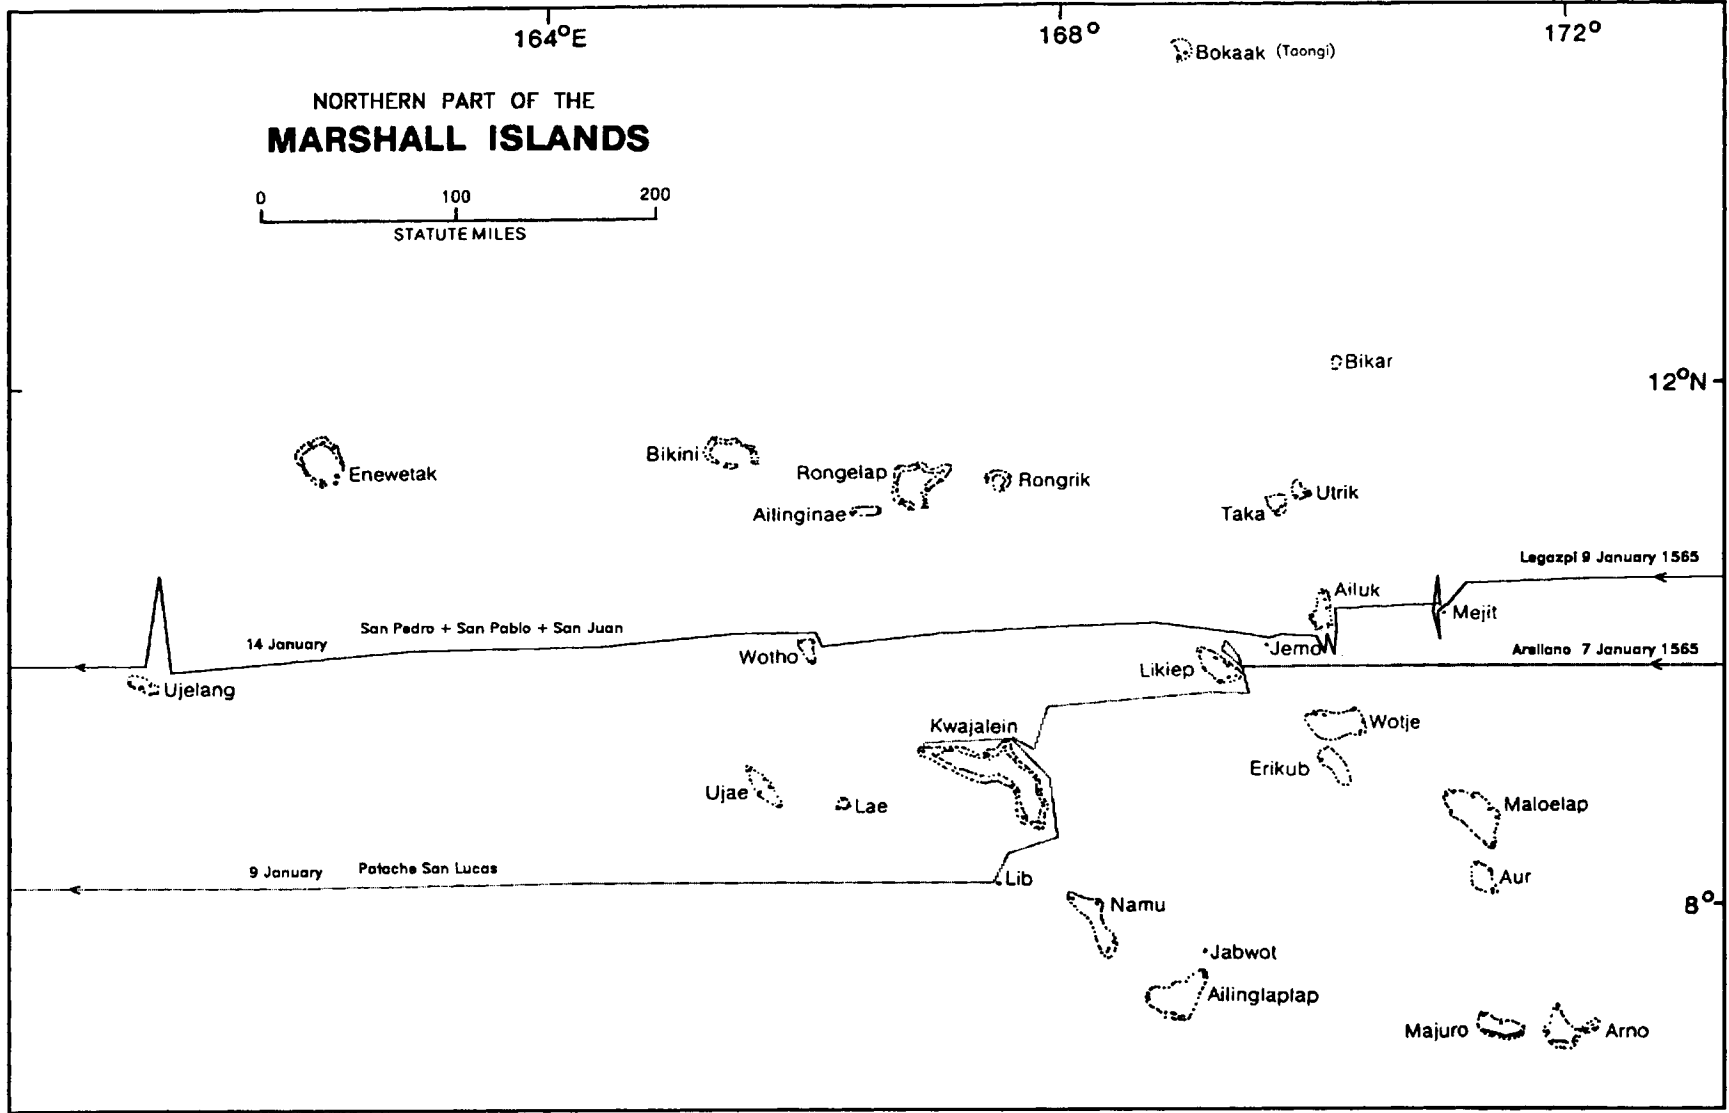 164°E
168°
172°
Bokaak (Taongi)
NORTHERN PART OF THE
MARSHALL ISLANDS
0 100 200
STATUTE MILES
Bikar
12°N
Enewetak
Bikini
Rongelap
Rongrik
Ailinginae
Taka
Utrik
Legazpi 9 January 1565
Ailuk
Mejit
14 January
San Pedro + San Pablo + San Juan
Wotho
Jemo
Arellano 7 January 1565
Likiep
Ujelang
Kwajalein
Wotje
Erikub
Ujae
Lae
Maloelap
9 January
Patache San Lucas
Lib
Aur
Namu
8°
Jabwot
Ailinglaplap
Majuro
Arno